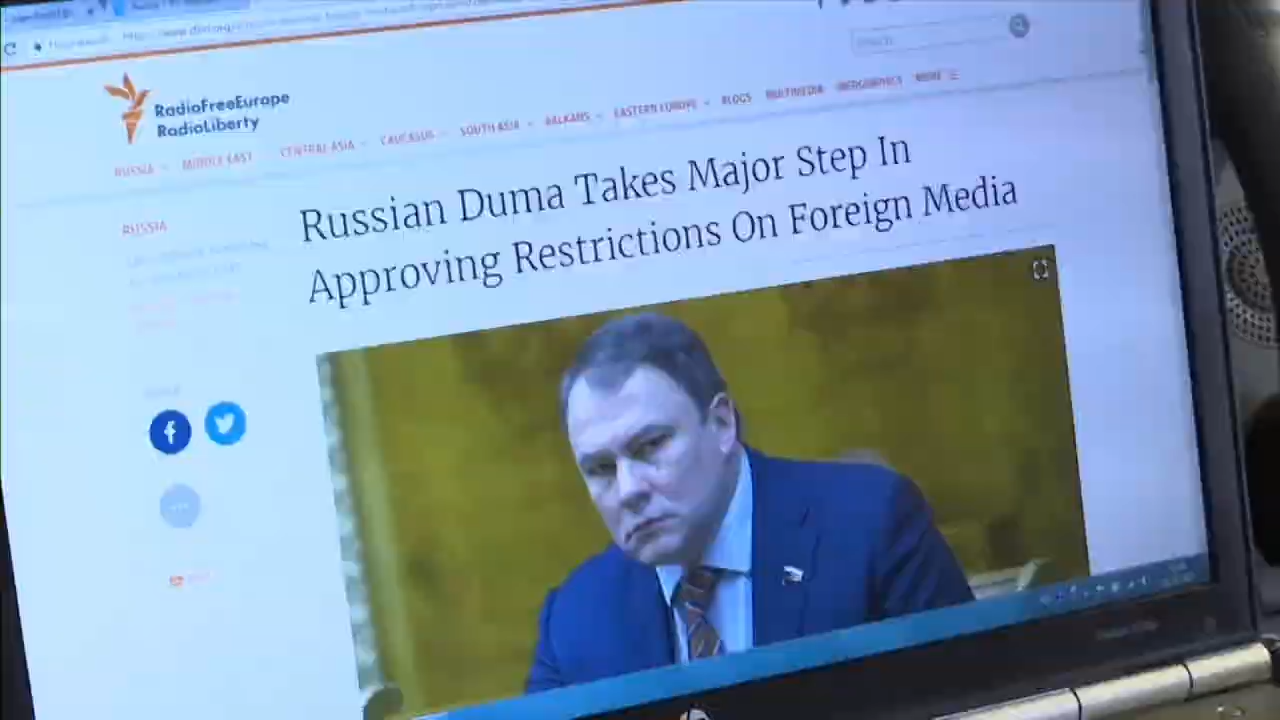 RadioFreeEurope
RadioLiberty
RUSSIA MIDDLE EAST CENTRAL ASIA CAUCASUS SOUTH ASIA BALKANS EASTERN EUROPE BLOGS MULTIMEDIA INFOGRAPHICS MORE
RUSSIA
Russian Duma Takes Major Step In
Approving Restrictions On Foreign Media